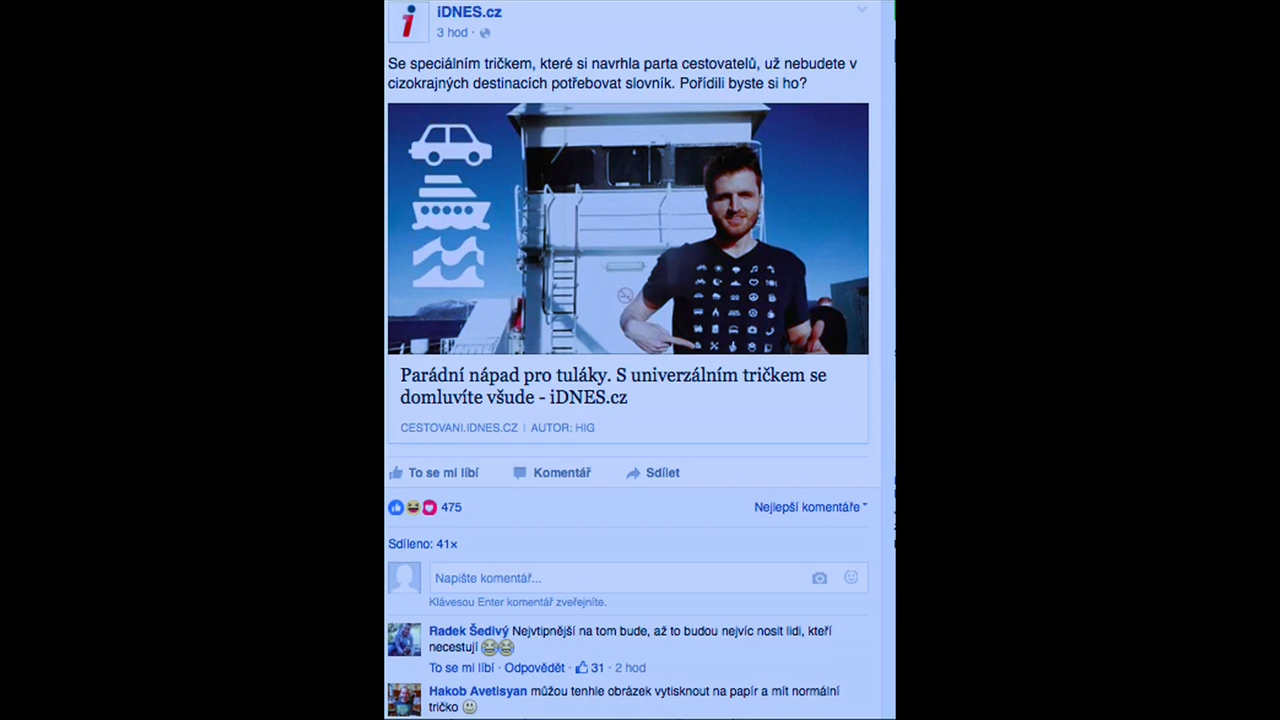 iDNES.cz
3 hod ·
Se speciálním tričkem, které si navrhla parta cestovatelů, už nebudete v
cizokrajných destinacích potřebovat slovník. Pořídili byste si ho?
Parádní nápad pro tuláky. S univerzálním tričkem se
domluvíte všude - iDNES.cz
CESTOVANI.IDNES.CZ | AUTOR: HIG
To se mi líbí Komentář Sdílet
475 Nejlepší komentáře
Sdíleno: 41×
Napište komentář...
Klávesou Enter komentář zveřejníte.
Radek Šedivý Nejvtipnější na tom bude, až to budou nejvíc nosit lidi, kteří
necestují 😂😂
To se mi líbí · Odpovědět · 31 · 2 hod
Hakob Avetisyan můžou tenhle obrázek vytisknout na papír a mít normální
tričko 🙂